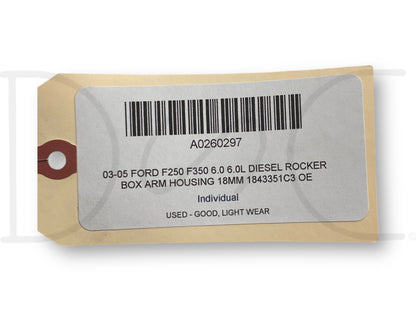 A0260297
03-05 FORD F250 F350 6.0 6.0L DIESEL ROCKER
BOX ARM HOUSING 18MM 1843351C3 OE
Individual
USED - GOOD, LIGHT WEAR